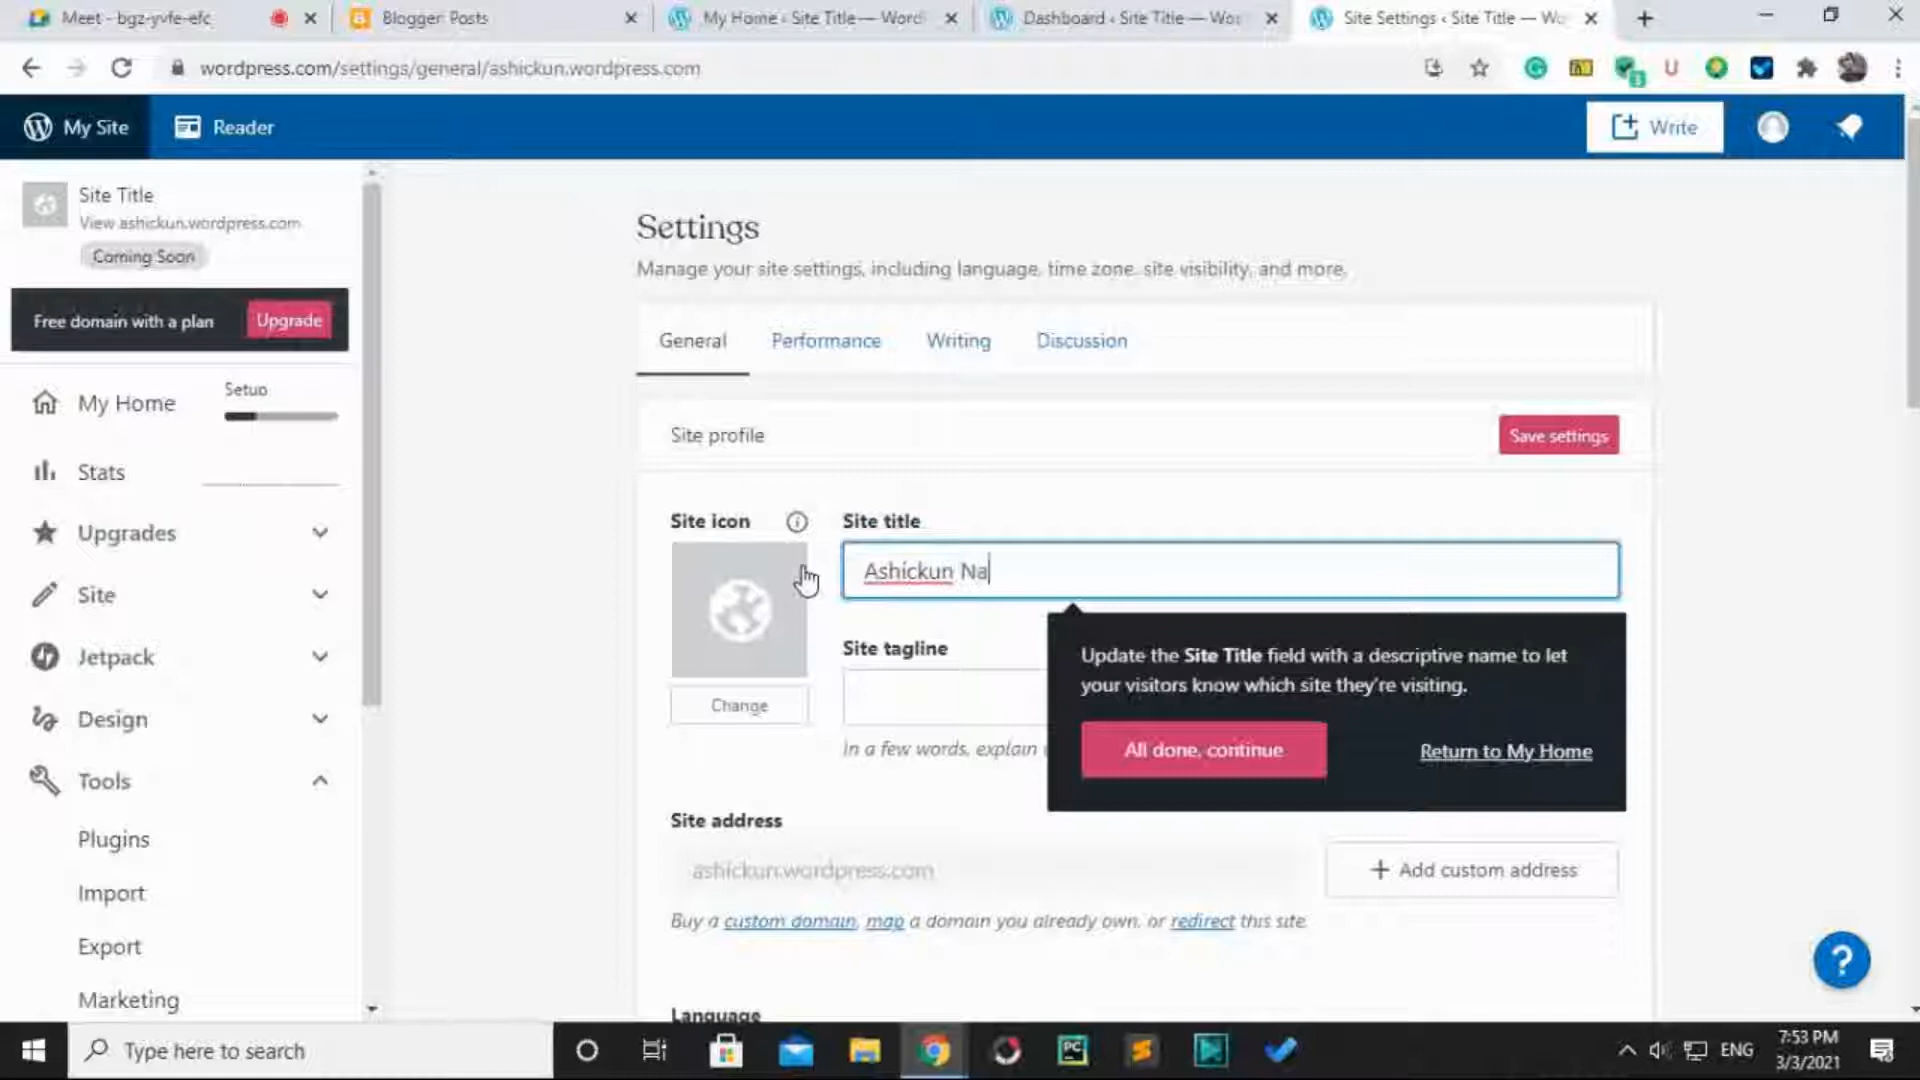 Meet - bgz-yvfe-efc
Blogger: Posts
My Home ‹ Site Title — Word
Dashboard ‹ Site Title — Wor
Site Settings ‹ Site Title — Wo
wordpress.com/settings/general/ashickun.wordpress.com
My Site
Reader
Write
Site Title
View ashickun.wordpress.com
Coming Soon
Free domain with a plan
Upgrade
My Home
Setup
Stats
Upgrades
Site
Jetpack
Design
Tools
Plugins
Import
Export
Marketing
Settings
Manage your site settings, including language, time zone, site visibility, and more.
General
Performance
Writing
Discussion
Site profile
Save settings
Site icon
Change
Site title
Ashickun Na
Site tagline
In a few words, explain
Update the Site Title field with a descriptive name to let
your visitors know which site they're visiting.
All done, continue
Return to My Home
Site address
ashickun.wordpress.com
+ Add custom address
Buy a custom domain, map a domain you already own, or redirect this site.
Language
?
Type here to search
PC
ENG
7:53 PM
3/3/2021